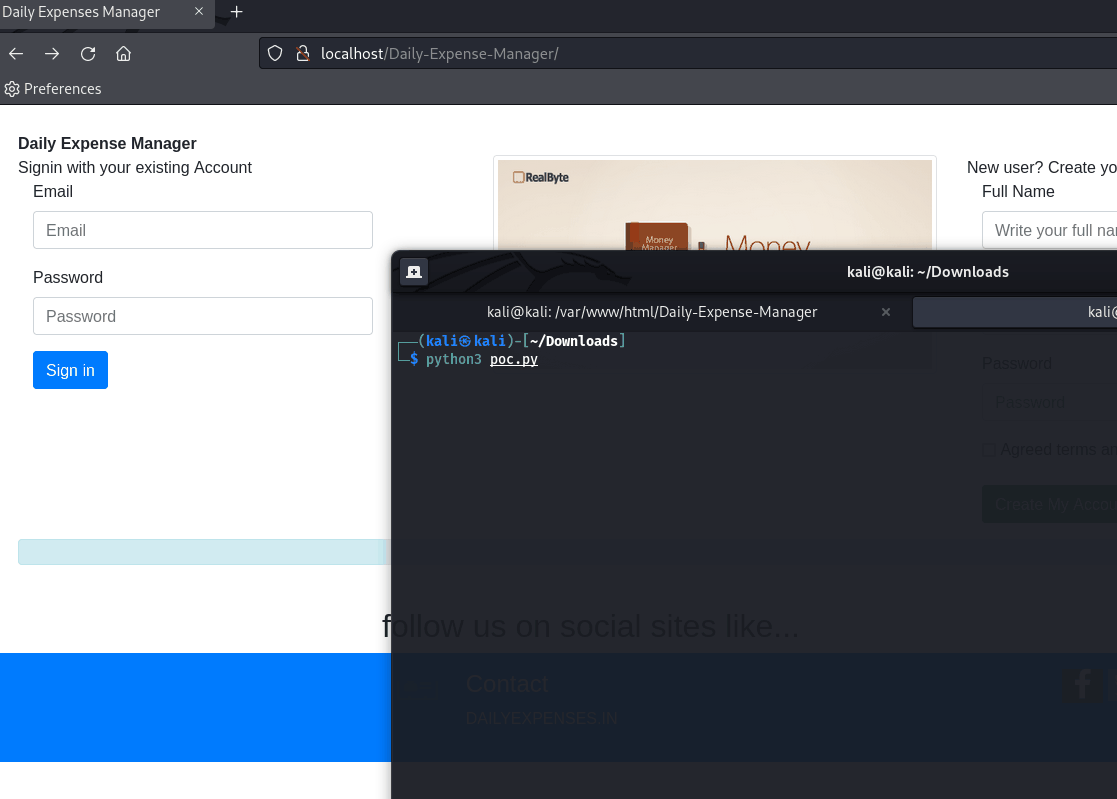 Daily Expenses Manager
localhost/Daily-Expense-Manager/
Preferences
Daily Expense Manager
Signin with your existing Account
Email
Email
Password
Password
Sign in
RealByte
Money
Manager
Money
New user? Create yo
Full Name
Write your full na
kali@kali: ~/Downloads
kali@kali: /var/www/html/Daily-Expense-Manager
kali@
(kali㉿kali)-[~/Downloads]
$ python3 poc.py
Password
Password
Agreed terms an
Create My Accou
follow us on social sites like...
Contact
DAILYEXPENSES.IN